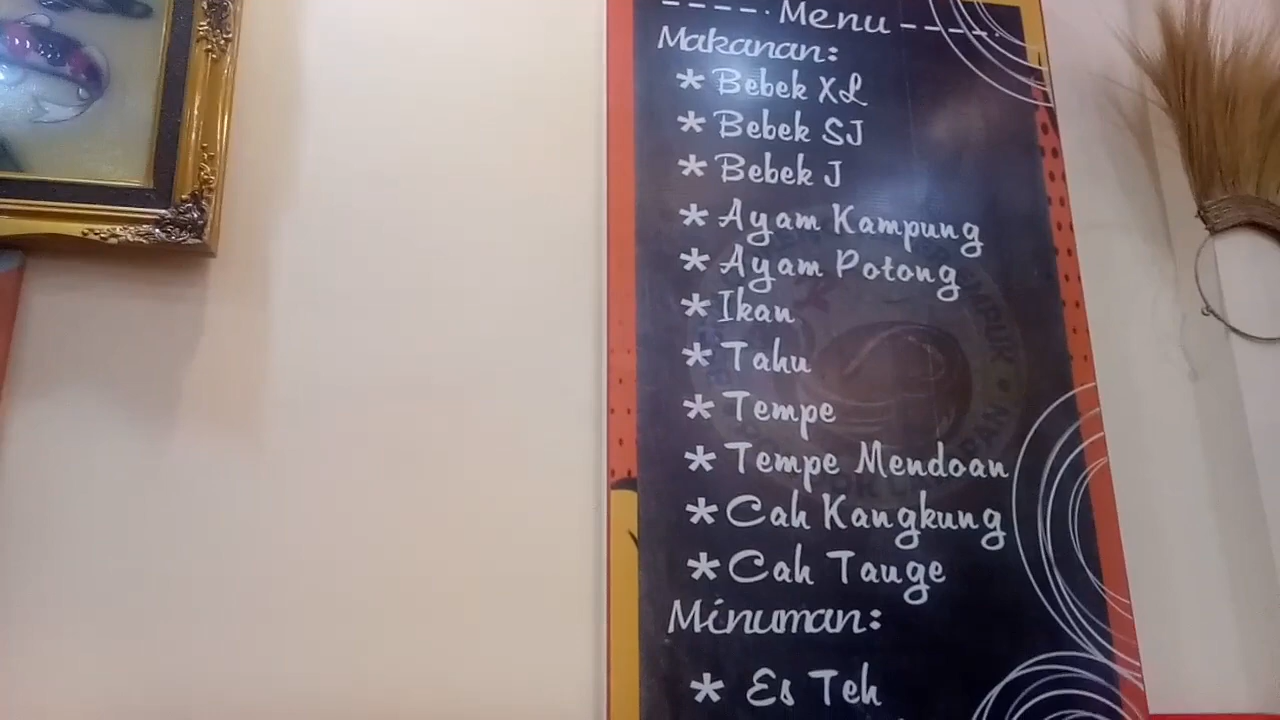 ---- Menu ----
Makanan:
* Bebek XL
* Bebek SJ
* Bebek J
* Ayam Kampung
* Ayam Potong
* Ikan
* Tahu
* Tempe
* Tempe Mendoan
* Cah Kangkung
* Cah Tauge
Minuman:
* Es Teh